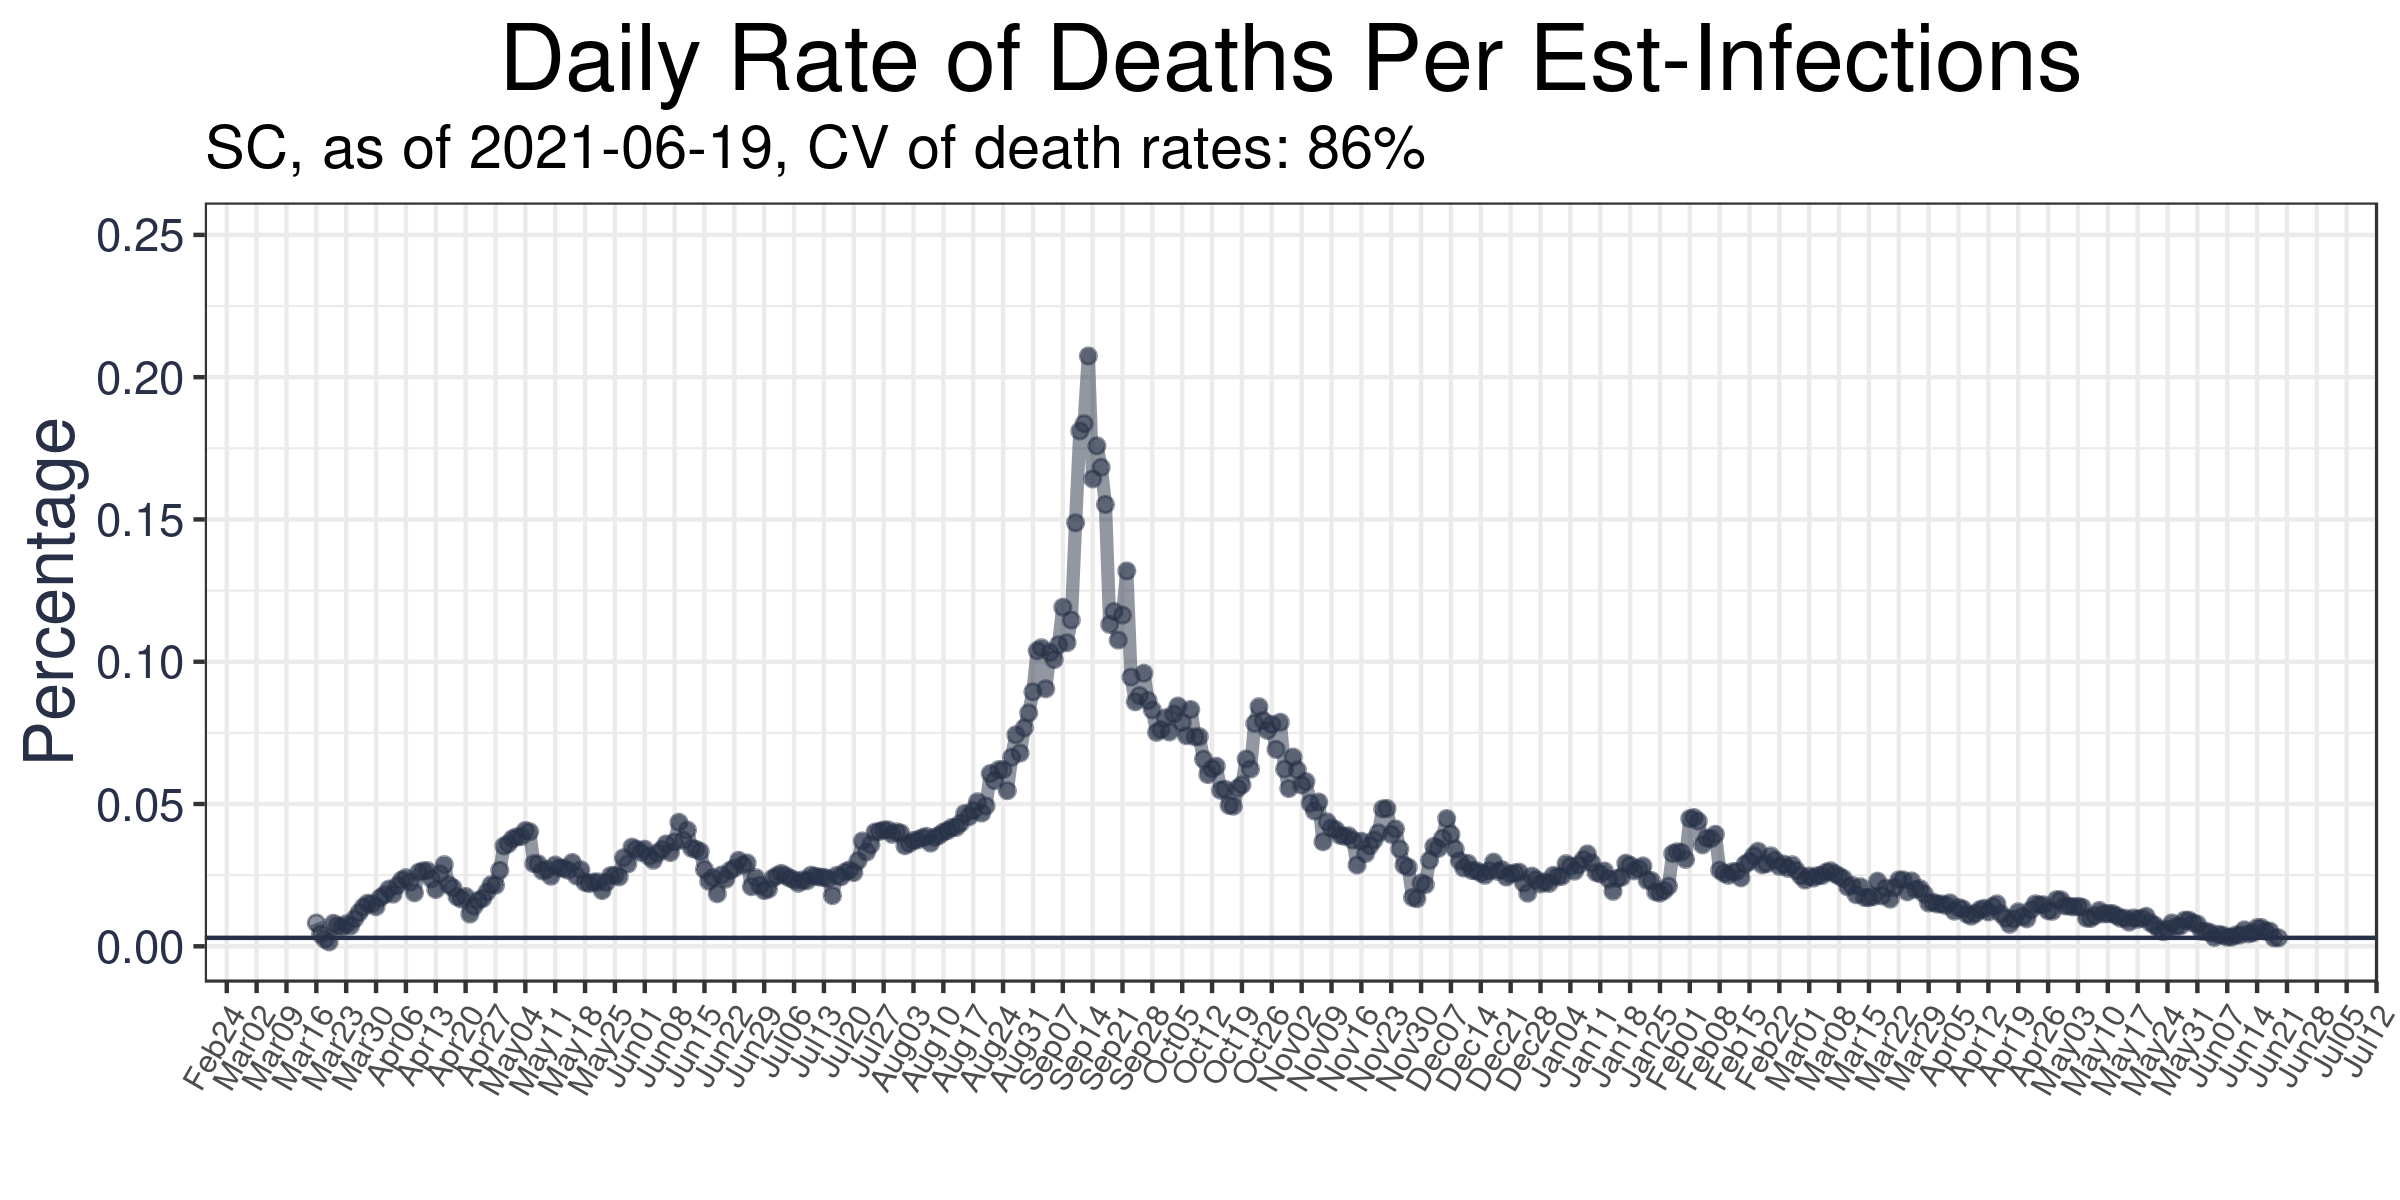 Daily Rate of Deaths Per Est-Infections
SC, as of 2021-06-19, CV of death rates: 86%
Percentage
0.25
0.20
0.15
0.10
0.05
0.00
Feb24
Mar02
Mar09
Mar16
Mar23
Mar30
Apr06
Apr13
Apr20
Apr27
May04
May11
May18
May25
Jun01
Jun08
Jun15
Jun22
Jun29
Jul06
Jul13
Jul20
Jul27
Aug03
Aug10
Aug17
Aug24
Aug31
Sep07
Sep14
Sep21
Sep28
Oct05
Oct12
Oct19
Oct26
Nov02
Nov09
Nov16
Nov23
Nov30
Dec07
Dec14
Dec21
Dec28
Jan04
Jan11
Jan18
Jan25
Feb01
Feb08
Feb15
Feb22
Mar01
Mar08
Mar15
Mar22
Mar29
Apr05
Apr12
Apr19
Apr26
May03
May10
May17
May24
May31
Jun07
Jun14
Jun21
Jun28
Jul05
Jul12